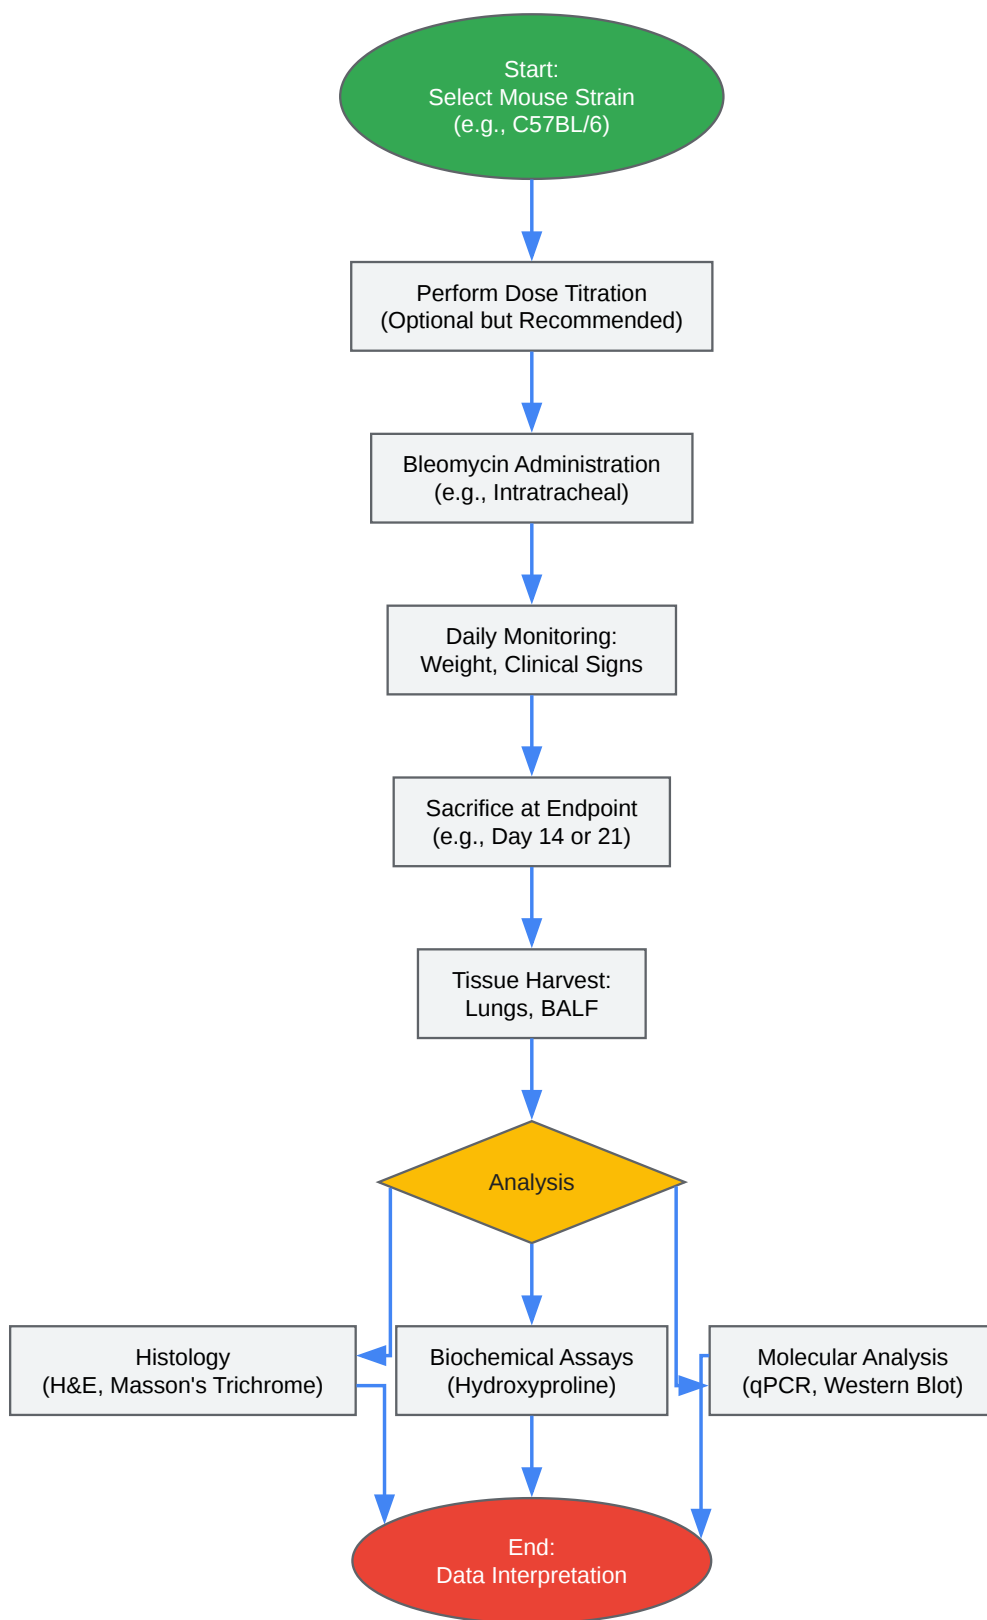 Start:
Select Mouse Strain
(e.g., C57BL/6)
Perform Dose Titration
(Optional but Recommended)
Bleomycin Administration
(e.g., Intratracheal)
Daily Monitoring:
Weight, Clinical Signs
Sacrifice at Endpoint
(e.g., Day 14 or 21)
Tissue Harvest:
Lungs, BALF
Analysis
Histology
(H&E, Masson's Trichrome)
Biochemical Assays
(Hydroxyproline)
Molecular Analysis
(qPCR, Western Blot)
End:
Data Interpretation